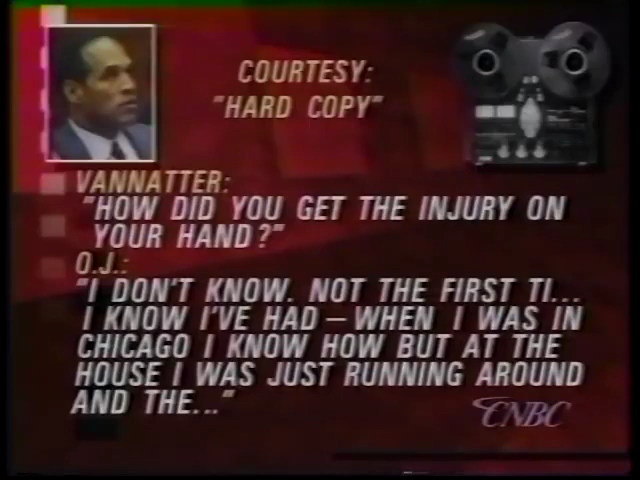 COURTESY:
"HARD COPY"
VANNATTER:
"HOW DID YOU GET THE INJURY ON
YOUR HAND?"
O.J.:
"I DON'T KNOW. NOT THE FIRST TI...
I KNOW I'VE HAD – WHEN I WAS IN
CHICAGO I KNOW HOW BUT AT THE
HOUSE I WAS JUST RUNNING AROUND
AND THE..."
CNBC